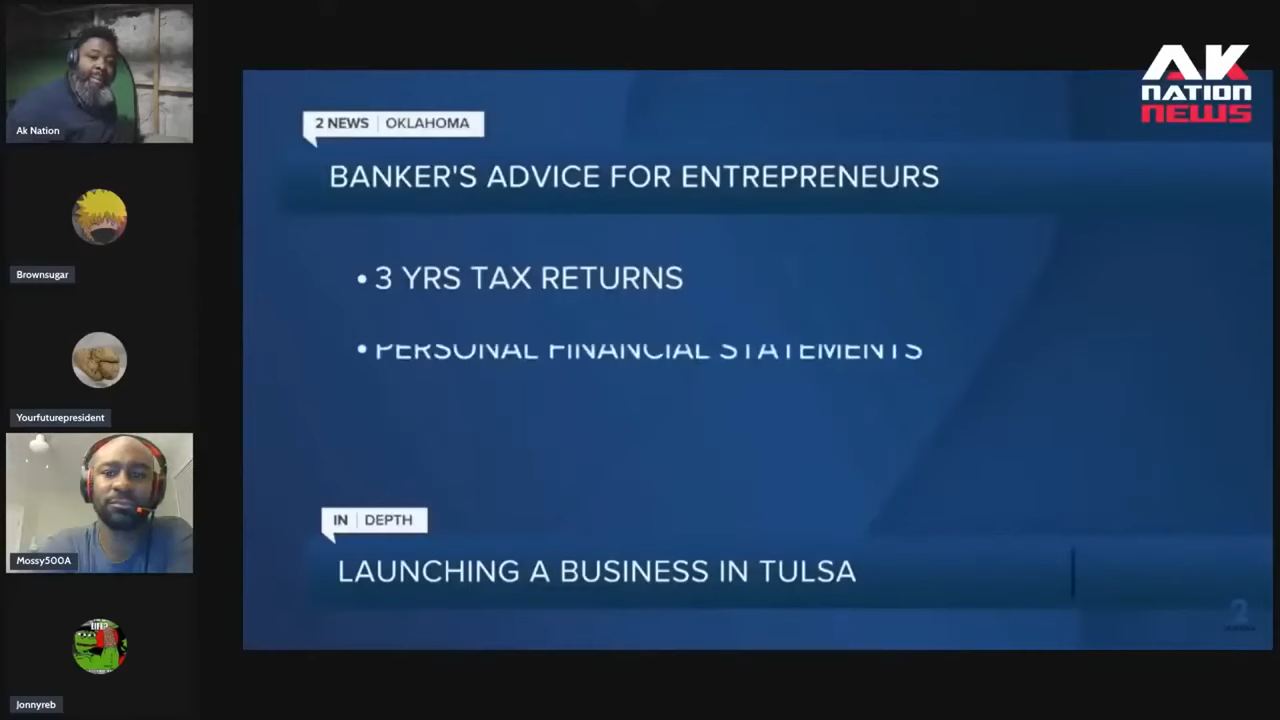 Ak Nation
Brownsugar
Yourfuturepresident
Mossy500A
Jonnyreb
AK
NATION
NEWS
2 NEWS | OKLAHOMA
BANKER'S ADVICE FOR ENTREPRENEURS
• 3 YRS TAX RETURNS
• PERSONAL FINANCIAL STATEMENTS
IN | DEPTH
LAUNCHING A BUSINESS IN TULSA
2